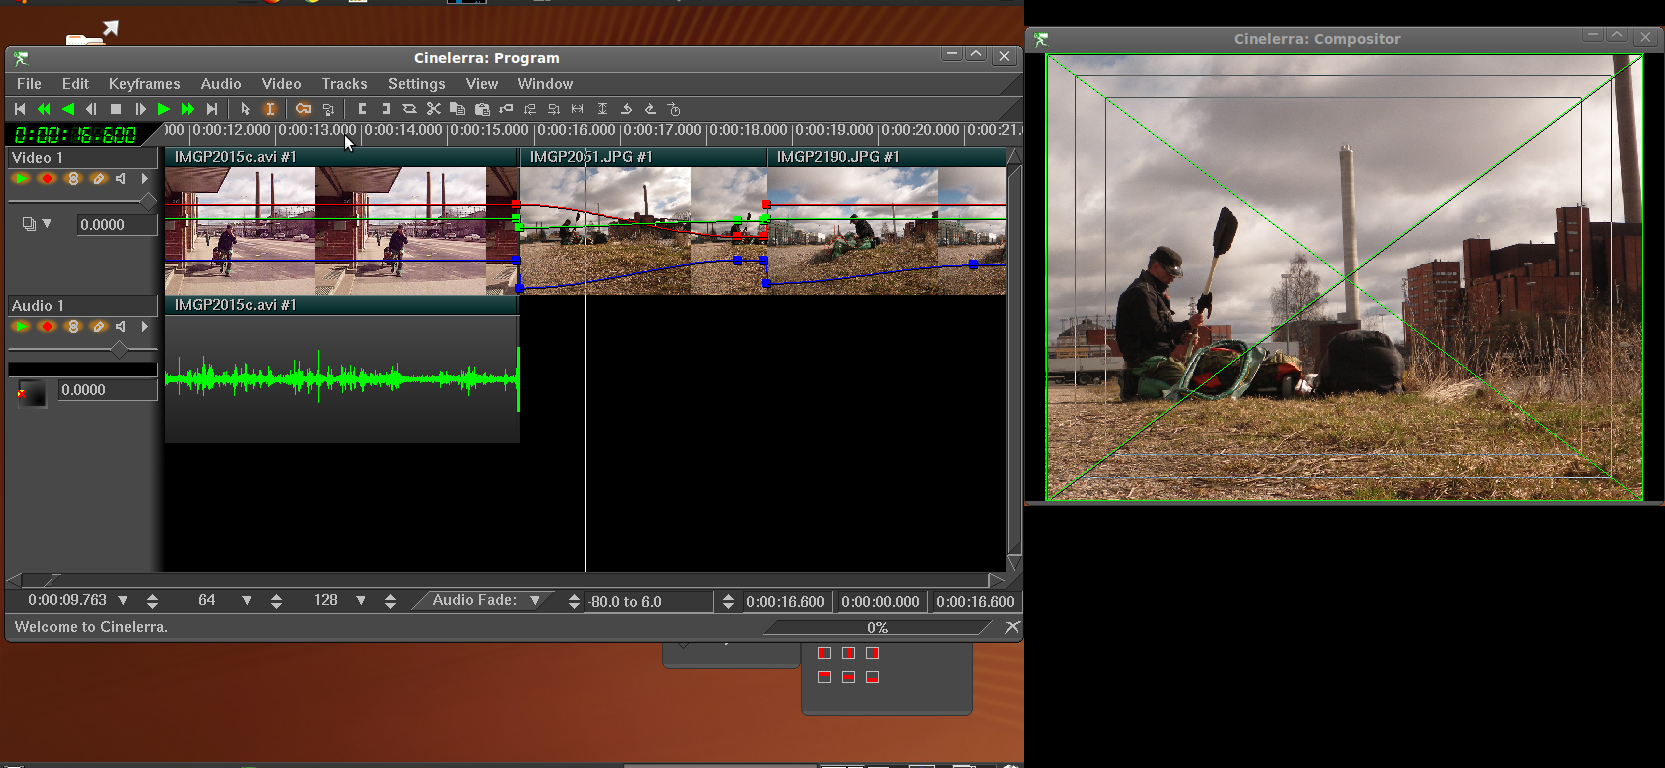 Cinelerra: Program
File Edit Keyframes Audio Video Tracks Settings View Window
0:00:16:600
000 0:00:12.000 0:00:13.000 0:00:14.000 0:00:15.000 0:00:16.000 0:00:17.000 0:00:18.000 0:00:19.000 0:00:20.000 0:00:21.
Video 1
IMGP2015c.avi #1
IMGP2051.JPG #1
IMGP2190.JPG #1
0.0000
Audio 1
IMGP2015c.avi #1
0.0000
0:00:09.763 64 128 Audio Fade: -80.0 to 6.0 0:00:16.600 0:00:00.000 0:00:16.600
Welcome to Cinelerra.
0%
Cinelerra: Compositor